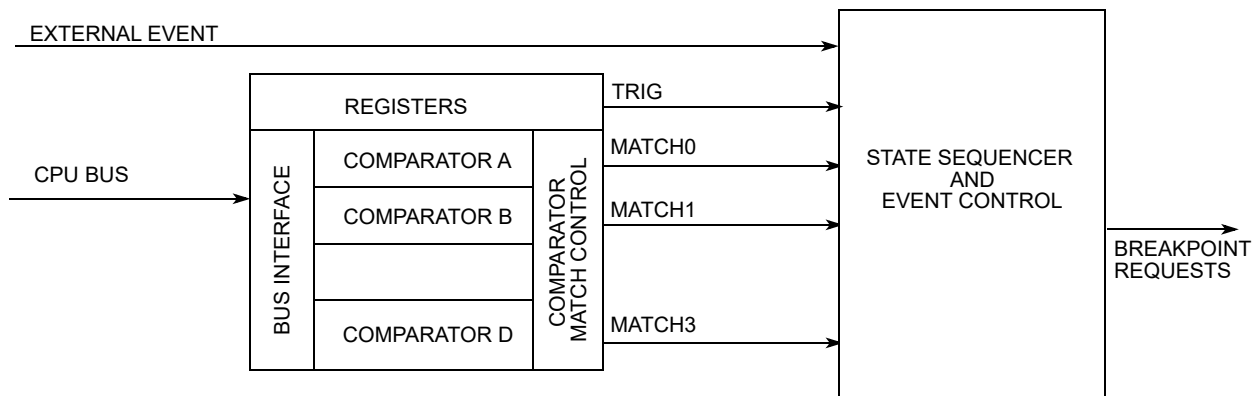 EXTERNAL EVENT
REGISTERS
TRIG
CPU BUS
BUS INTERFACE
COMPARATOR A
COMPARATOR B
COMPARATOR D
COMPARATOR
MATCH CONTROL
MATCH0
MATCH1
MATCH3
STATE SEQUENCER
AND
EVENT CONTROL
BREAKPOINT
REQUESTS